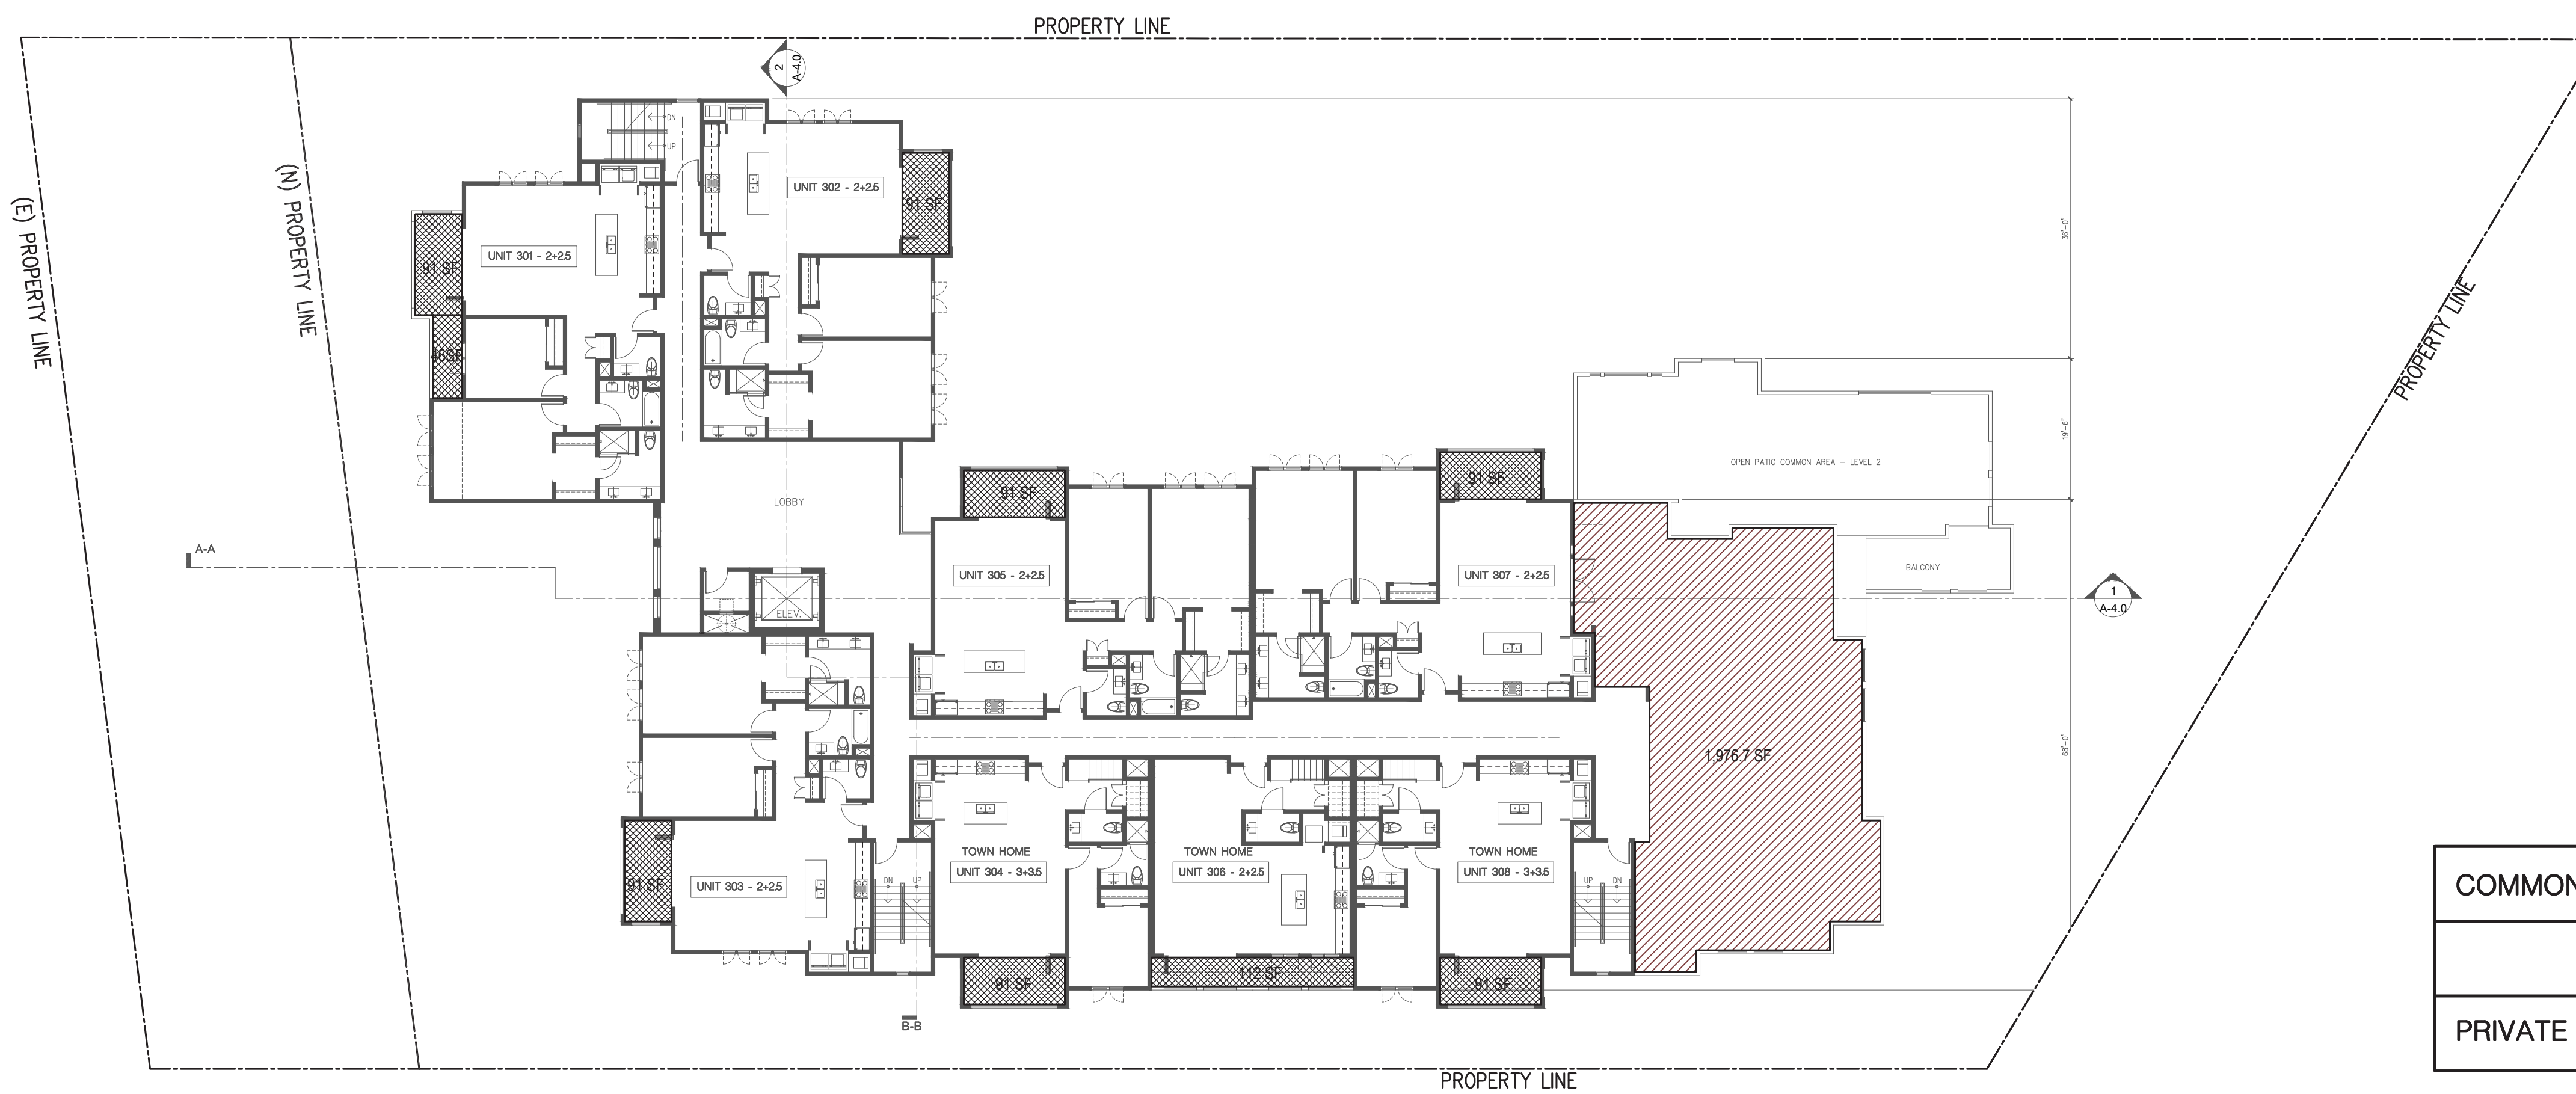 PROPERTY LINE
2
A-4.0
DN
UP
UNIT 302 - 2+2.5
91 SF
36'-0"
(E) PROPERTY LINE
(N) PROPERTY LINE
UNIT 301 - 2+2.5
91 SF
PROPERTY LINE
46SF
19'-6"
OPEN PATIO COMMON AREA - LEVEL 2
91 SF
91 SF
LOBBY
A-A
UNIT 305 - 2+2.5
UNIT 307 - 2+2.5
BALCONY
1
A-4.0
ELEV.
68'-0"
1,976.7 SF
TOWN HOME
UNIT 304 - 3+3.5
TOWN HOME
UNIT 306 - 2+2.5
TOWN HOME
UNIT 308 - 3+3.5
91 SF
UNIT 303 - 2+2.5
DN UP
UP DN
COMMON
91 SF
112 SF
91 SF
B-B
PRIVATE
PROPERTY LINE